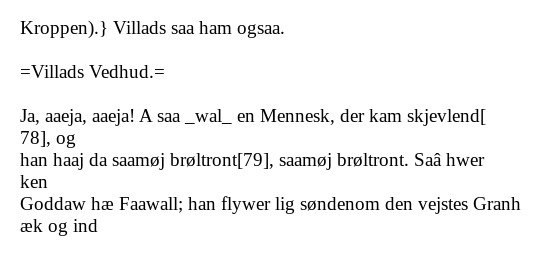 Kroppen).} Villads saa ham ogsaa.
=Villads Vedhud.=
Ja, aaeja, aaeja! A saa _wal_ en Mennesk, der kam skjevlend[
78], og
han haaj da saamøj brøltront[79], saamøj brøltront. Saâ hwer
ken
Goddaw hæ Faawall; han flywer lig søndenom den vejstes Granh
æk og ind